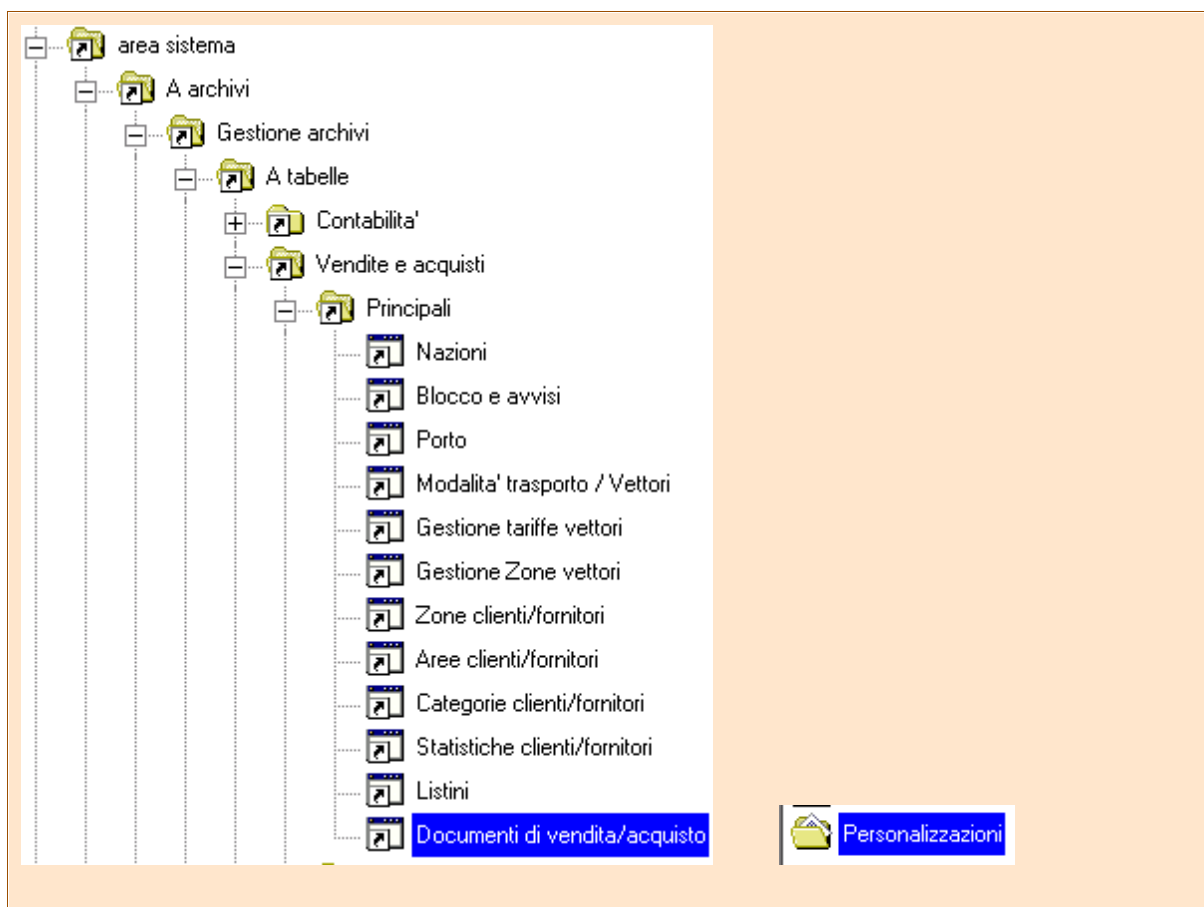 area sistema
A archivi
Gestione archivi
A tabelle
Contabilita'
Vendite e acquisti
Principali
Nazioni
Blocco e avvisi
Porto
Modalita' trasporto / Vettori
Gestione tariffe vettori
Gestione Zone vettori
Zone clienti/fornitori
Aree clienti/fornitori
Categorie clienti/fornitori
Statistiche clienti/fornitori
Listini
Documenti di vendita/acquisto
Personalizzazioni